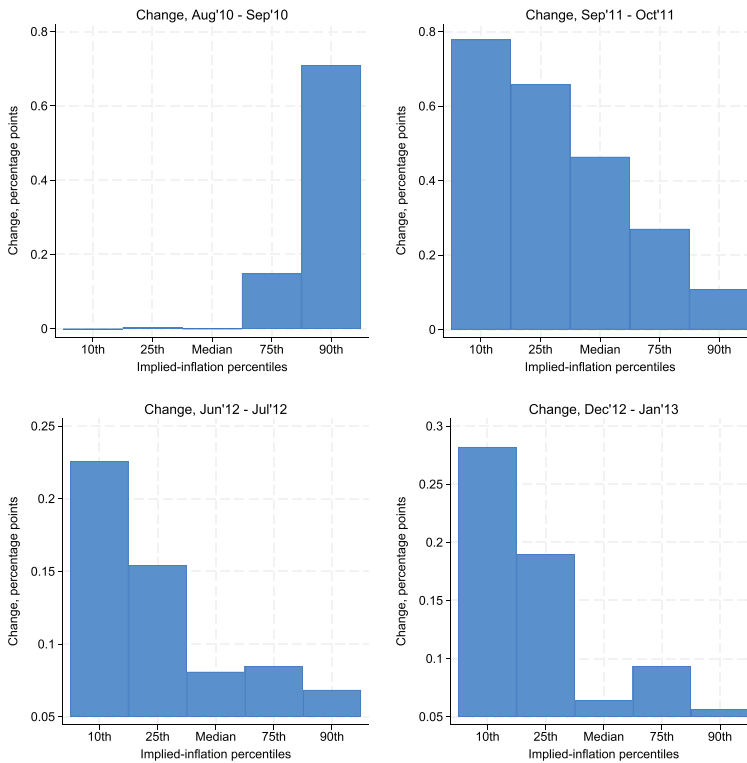 Change, Aug'10 - Sep'10
Change, percentage points
0.8
0.6
0.4
0.2
0
10th 25th Median 75th 90th
Implied-inflation percentiles
Change, Sep'11 - Oct'11
Change, percentage points
0.8
0.6
0.4
0.2
0
10th 25th Median 75th 90th
Implied-inflation percentiles
Change, Jun'12 - Jul'12
Change, percentage points
0.25
0.2
0.15
0.1
0.05
10th 25th Median 75th 90th
Implied-inflation percentiles
Change, Dec'12 - Jan'13
Change, percentage points
0.3
0.25
0.2
0.15
0.1
0.05
10th 25th Median 75th 90th
Implied-inflation percentiles